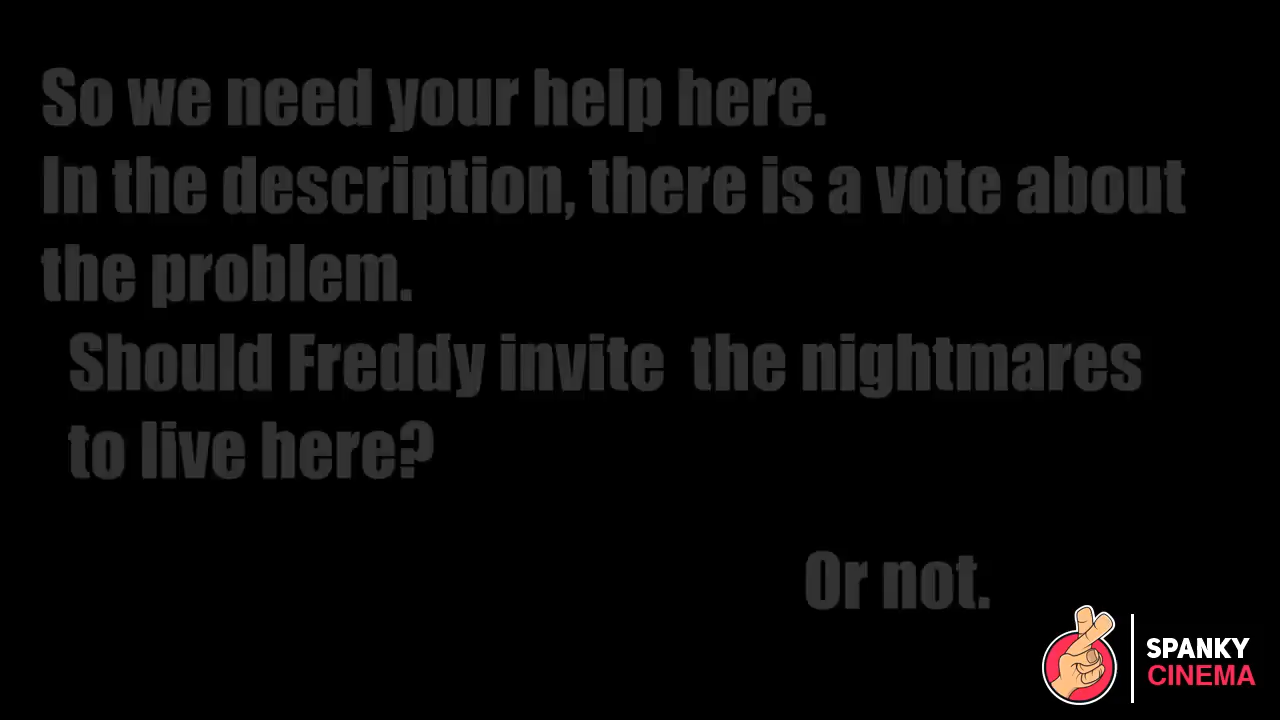 So we need your help here.
In the description, there is a vote about
the problem.
Should Freddy invite the nightmares
to live here?
Or not.
SPANKY
CINEMA